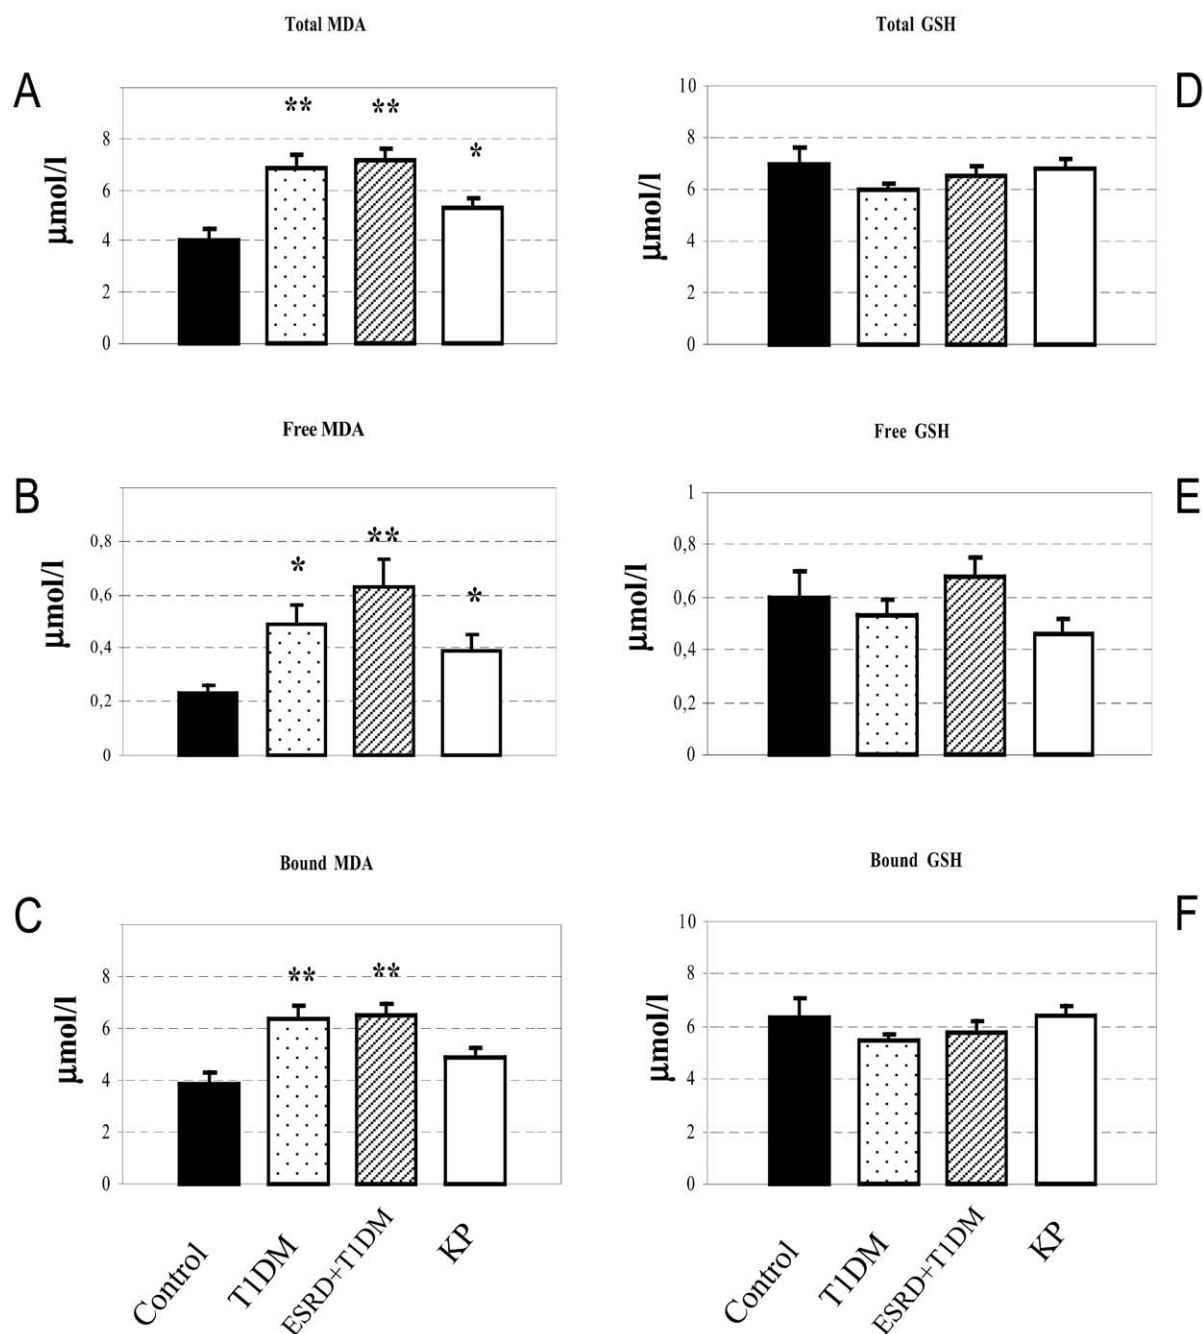 Total MDA
A
**
**
*
8
6
4
2
0
µmol/l
Total GSH
D
10
8
6
4
2
0
µmol/l
Free MDA
B
**
*
*
0,8
0,6
0,4
0,2
0
µmol/l
Free GSH
E
1
0,8
0,6
0,4
0,2
0
µmol/l
Bound MDA
C
**
**
8
6
4
2
0
µmol/l
Control
T1DM
ESRD+T1DM
KP
Bound GSH
F
10
8
6
4
2
0
µmol/l
Control
T1DM
ESRD+T1DM
KP